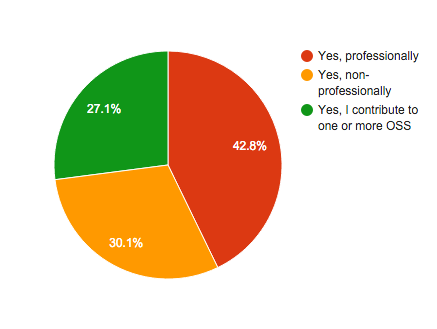 Yes, professionally
Yes, non-
professionally
Yes, I contribute to
one or more OSS
27.1%
42.8%
30.1%